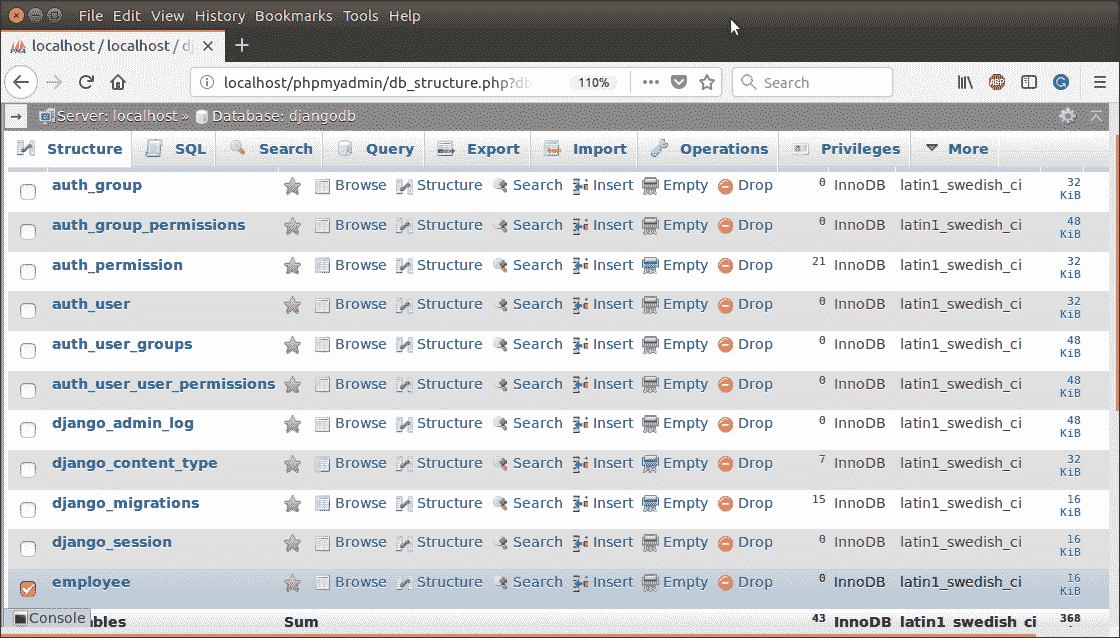 File Edit View History Bookmarks Tools Help
localhost / localhost / d
localhost/phpmyadmin/db_structure.php?db 110% Search
Server: localhost » Database: djangodb
Structure SQL Search Query Export Import Operations Privileges More
auth_group Browse Structure Search Insert Empty Drop 0 InnoDB latin1_swedish_ci 32 KiB
auth_group_permissions Browse Structure Search Insert Empty Drop 0 InnoDB latin1_swedish_ci 48 KiB
auth_permission Browse Structure Search Insert Empty Drop 21 InnoDB latin1_swedish_ci 32 KiB
auth_user Browse Structure Search Insert Empty Drop 0 InnoDB latin1_swedish_ci 32 KiB
auth_user_groups Browse Structure Search Insert Empty Drop 0 InnoDB latin1_swedish_ci 48 KiB
auth_user_user_permissions Browse Structure Search Insert Empty Drop 0 InnoDB latin1_swedish_ci 48 KiB
django_admin_log Browse Structure Search Insert Empty Drop 0 InnoDB latin1_swedish_ci 48 KiB
django_content_type Browse Structure Search Insert Empty Drop 7 InnoDB latin1_swedish_ci 32 KiB
django_migrations Browse Structure Search Insert Empty Drop 15 InnoDB latin1_swedish_ci 16 KiB
django_session Browse Structure Search Insert Empty Drop 0 InnoDB latin1_swedish_ci 16 KiB
employee Browse Structure Search Insert Empty Drop 0 InnoDB latin1_swedish_ci 16 KiB
Console bles Sum 43 InnoDB latin1_swedish_ci 368